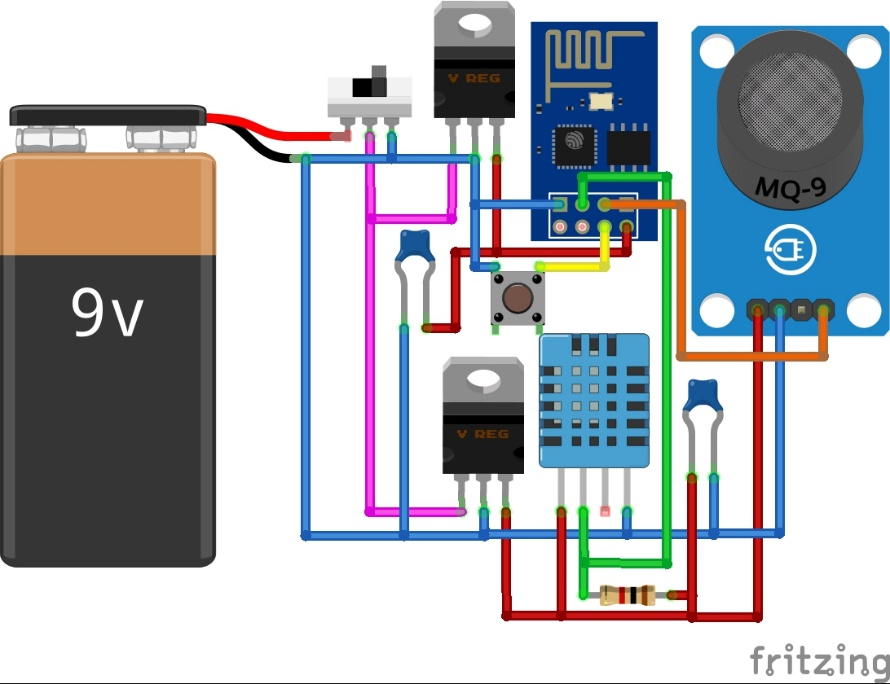 V REG
MQ-9
9v
V REG
fritzing